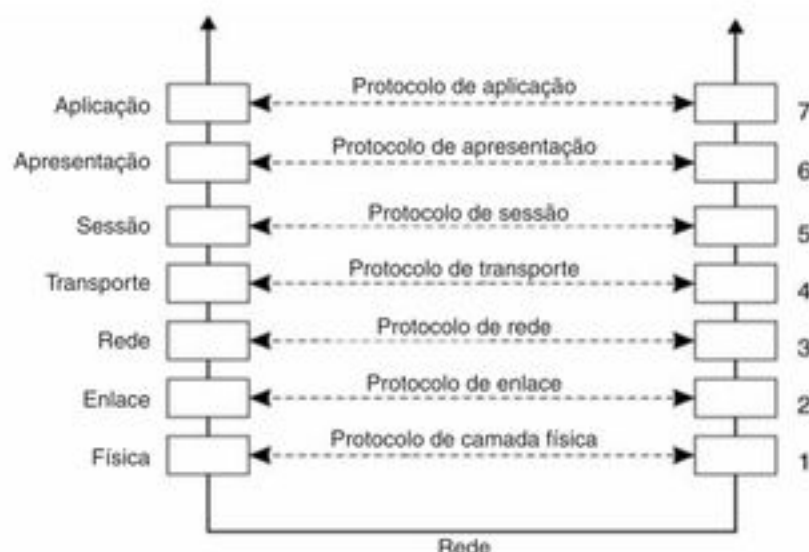 Aplicação Protocolo de aplicação 7
Apresentação Protocolo de apresentação 6
Sessão Protocolo de sessão 5
Transporte Protocolo de transporte 4
Rede Protocolo de rede 3
Enlace Protocolo de enlace 2
Física Protocolo de camada física 1
Rede